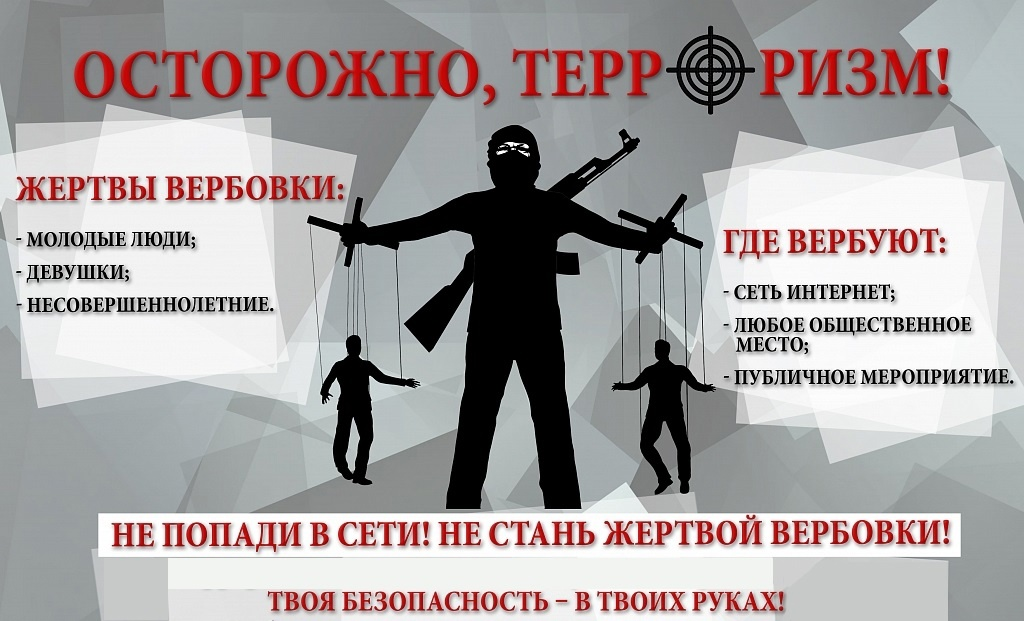 ОСТОРОЖНО, ТЕРРОРИЗМ!
ЖЕРТВЫ ВЕРБОВКИ:
- МОЛОДЫЕ ЛЮДИ;
- ДЕВУШКИ;
- НЕСОВЕРШЕННОЛЕТНИЕ.
ГДЕ ВЕРБУЮТ:
- СЕТЬ ИНТЕРНЕТ;
- ЛЮБОЕ ОБЩЕСТВЕННОЕ
МЕСТО;
- ПУБЛИЧНОЕ МЕРОПРИЯТИЕ.
НЕ ПОПАДИ В СЕТИ! НЕ СТАНЬ ЖЕРТВОЙ ВЕРБОВКИ!
ТВОЯ БЕЗОПАСНОСТЬ – В ТВОИХ РУКАХ!